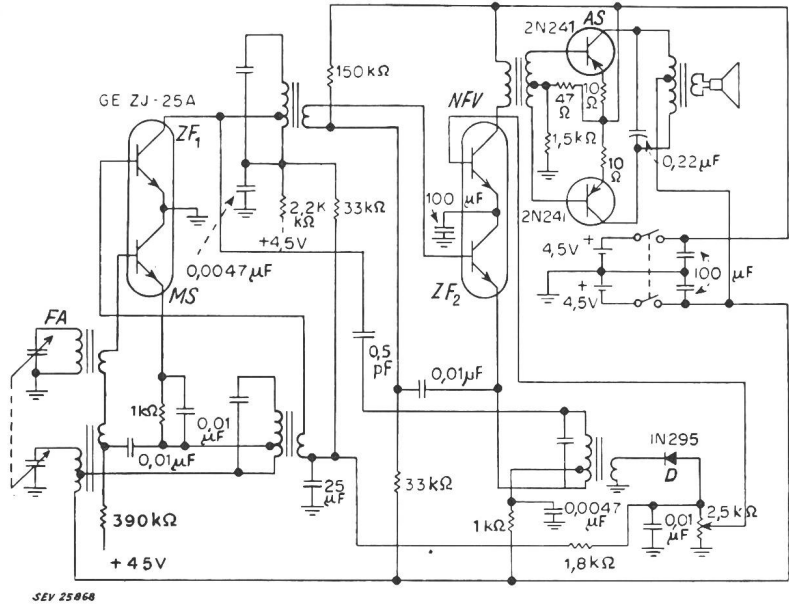 2N241
AS
150 kΩ
10
Ω
47
Ω
GE ZJ-25A
NFV
ZF₁
1,5kΩ
0,22μF
10
Ω
100 μF
2,2K
kΩ
33kΩ
2N241
+4,5V
4,5V
+
100 μF
0,0047μF
+
4,5V
MS
ZF₂
FA
0,5
pF
0,01μF
1kΩ
0,01
μF
1N295
0,01μF
D
25
μF
33kΩ
0,0047
μF
2,5kΩ
0,01
μF
390kΩ
1kΩ
+45V
1,8kΩ
SEV 25868